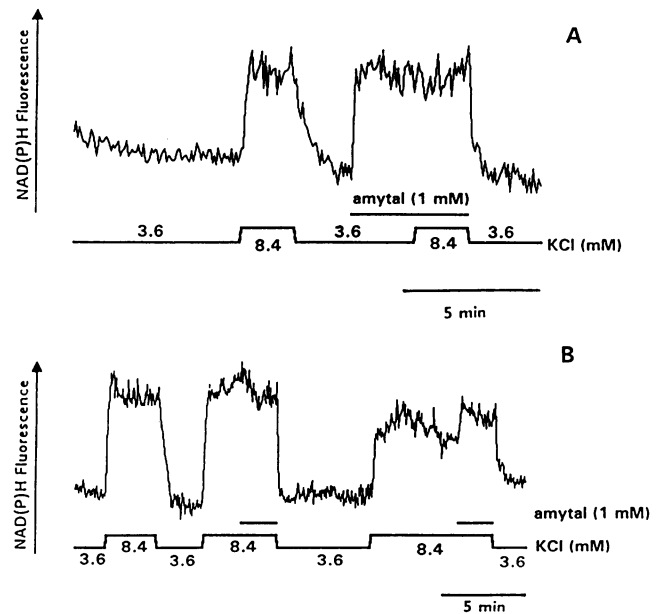 A
NAD(P)H Fluorescence
amytal (1 mM)
3.6 8.4 3.6 8.4 3.6 KCl (mM)
5 min
B
NAD(P)H Fluorescence
amytal (1 mM)
3.6 8.4 3.6 8.4 3.6 8.4 3.6 KCl (mM)
5 min